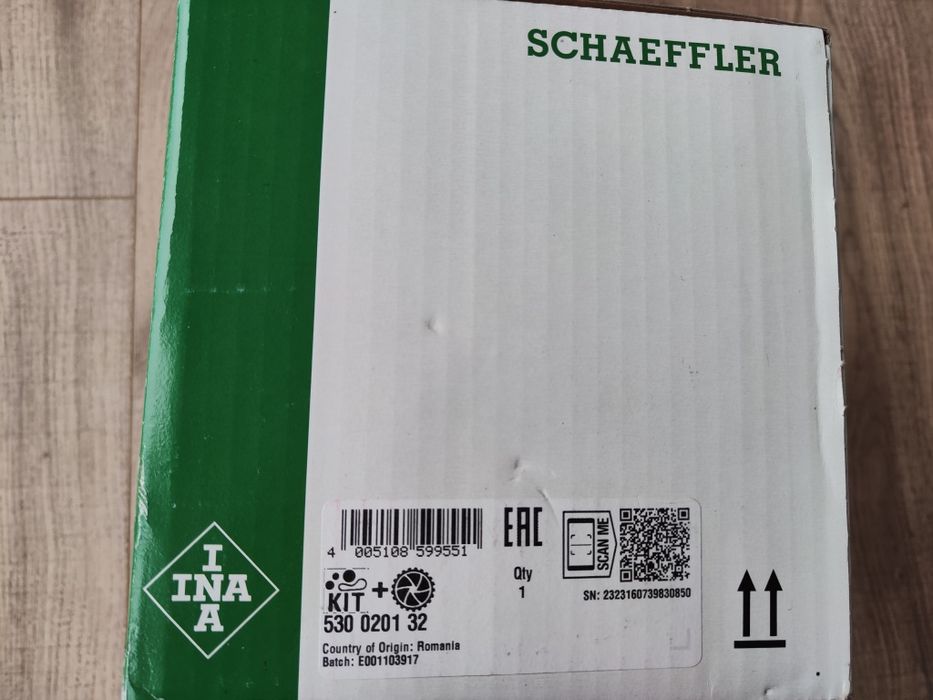 SCHAEFFLER
I
INA
A
4 005108 599551
EAC
SCAN ME
Qty
1
SN: 2323160739830850
KIT +
530 0201 32
Country of Origin: Romania
Batch: E001103917